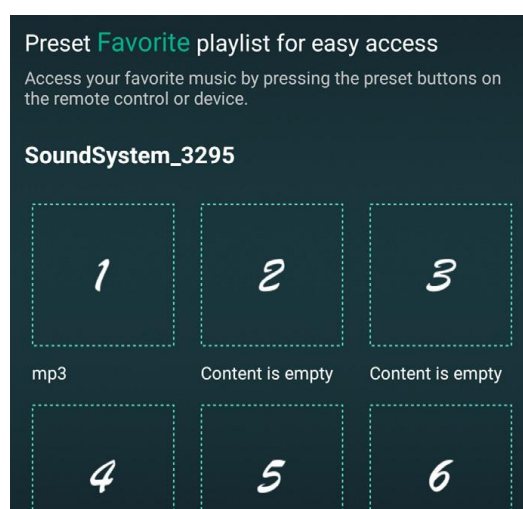 Preset Favorite playlist for easy access
Access your favorite music by pressing the preset buttons on
the remote control or device.
SoundSystem_3295
1 2 3
mp3 Content is empty Content is empty
4 5 6